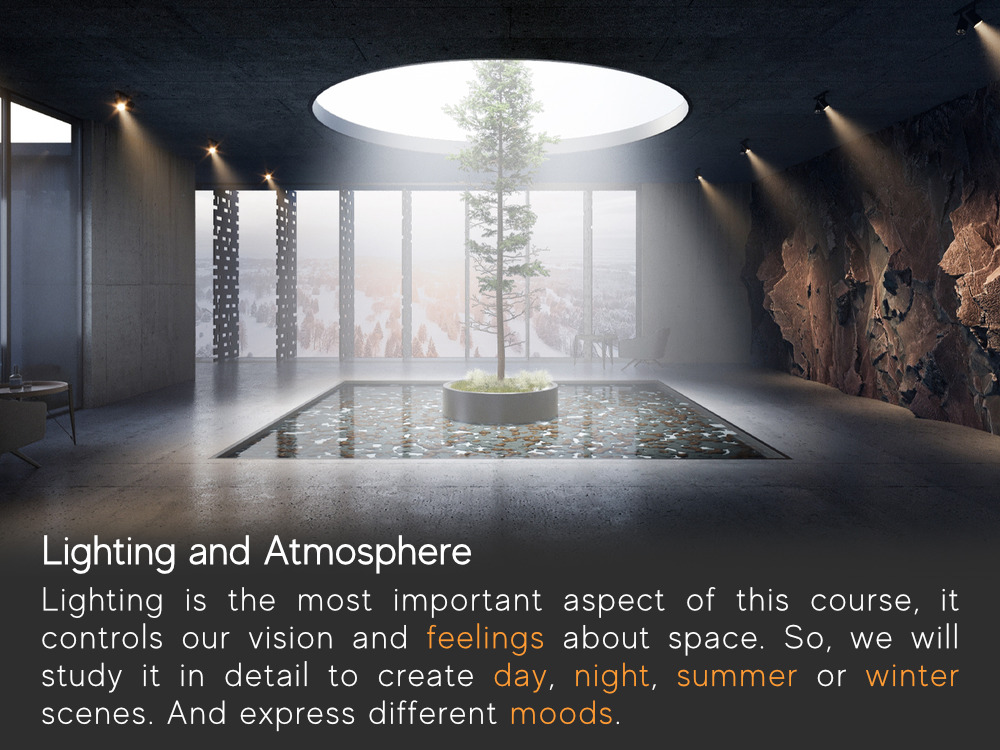 Lighting and Atmosphere
Lighting is the most important aspect of this course, it
controls our vision and feelings about space. So, we will
study it in detail to create day, night, summer or winter
scenes. And express different moods.